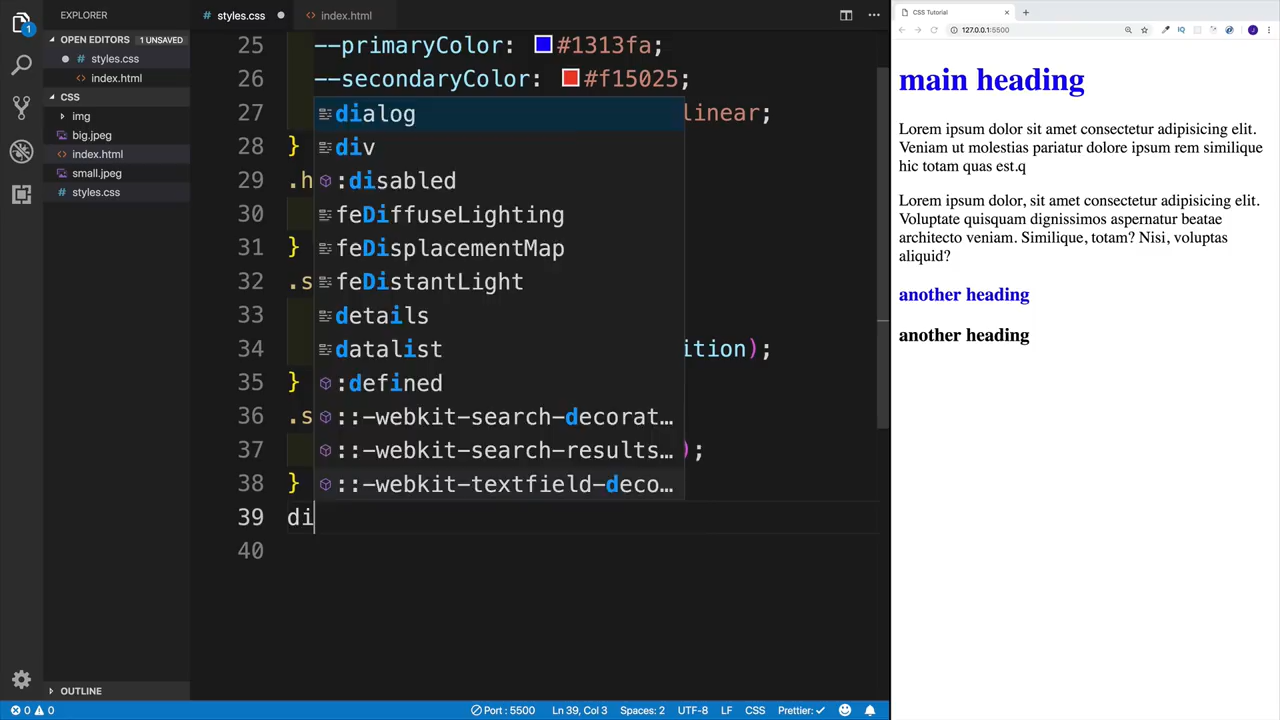 EXPLORER
OPEN EDITORS 1 UNSAVED
styles.css
index.html
CSS
img
big.jpeg
index.html
small.jpeg
styles.css
OUTLINE
1
styles.css
index.html
25 --primaryColor: #1313fa;
26 --secondaryColor: #f15025;
27 linear;
28 }
29 .h
30
31 }
32 .s
33
34 ition);
35 }
36 .s
37 );
38 }
39 di
40
dialog
div
:disabled
feDiffuseLighting
feDisplacementMap
feDistantLight
details
datalist
:defined
::-webkit-search-decorat…
::-webkit-search-results…
::-webkit-textfield-deco…
0 0
Port : 5500
Ln 39, Col 3
Spaces: 2
UTF-8
LF
CSS
Prettier: ✓
CSS Tutorial
127.0.0.1:5500
main heading
Lorem ipsum dolor sit amet consectetur adipisicing elit.
Veniam ut molestias pariatur dolore ipsum rem similique
hic totam quas est.q
Lorem ipsum dolor, sit amet consectetur adipisicing elit.
Voluptate quisquam dignissimos aspernatur beatae
architecto veniam. Similique, totam? Nisi, voluptas
aliquid?
another heading
another heading